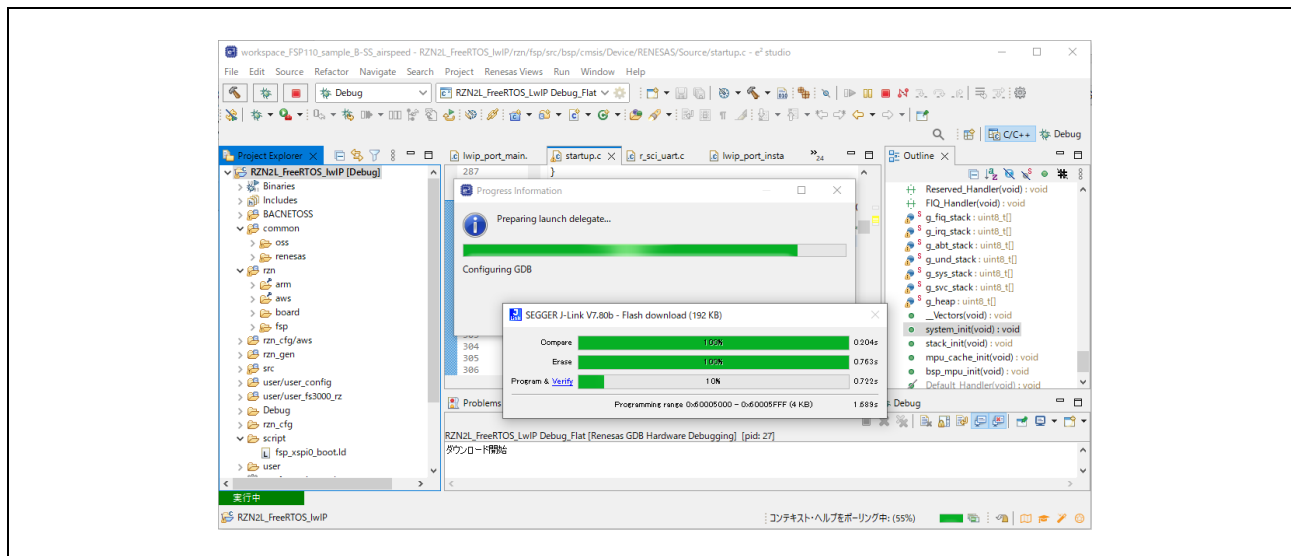 workspace_FSP110_sample_B-SS_airspeed - RZN2L_FreeRTOS_lwIP/rzn/fsp/src/bsp/cmsis/Device/RENESAS/Source/startup.c - e² studio
File Edit Source Refactor Navigate Search Project Renesas Views Run Window Help
Debug
RZN2L_FreeRTOS_LwIP Debug_Flat
C/C++ Debug
Project Explorer
RZN2L_FreeRTOS_lwIP [Debug]
Binaries
Includes
BACNETOSS
common
oss
renesas
rzn
arm
aws
board
fsp
rzn_cfg/aws
rzn_gen
src
user/user_config
user/user_fs3000_rz
Debug
rzn_cfg
script
fsp_xspi0_boot.ld
user
lwip_port_main. startup.c r_sci_uart.c lwip_port_insta 24
287 }
Progress Information
Preparing launch delegate...
Configuring GDB
304
305
306
SEGGER J-Link V7.80b - Flash download (192 KB)
Compare 100% 0.204s
Erase 100% 0.763s
Program & Verify 10% 0.722s
Programming range 0x60005000 - 0x60005FFF (4 KB) 1.689s
Outline
Reserved_Handler(void) : void
FIQ_Handler(void) : void
g_fiq_stack : uint8_t[]
g_irq_stack : uint8_t[]
g_abt_stack : uint8_t[]
g_und_stack : uint8_t[]
g_sys_stack : uint8_t[]
g_svc_stack : uint8_t[]
g_heap : uint8_t[]
__Vectors(void) : void
system_init(void) : void
stack_init(void) : void
mpu_cache_init(void) : void
bsp_mpu_init(void) : void
Default_Handler(void) : void
Problems
Debug
RZN2L_FreeRTOS_LwIP Debug_Flat [Renesas GDB Hardware Debugging] [pid: 27]
ダウンロード開始
実行中
RZN2L_FreeRTOS_lwIP
コンテキスト・ヘルプをポーリング中: (55%)